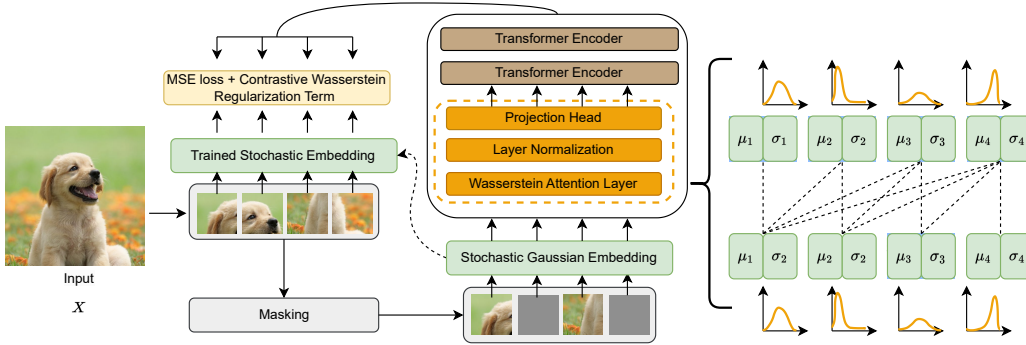 Transformer Encoder
Transformer Encoder
Projection Head
Layer Normalization
Wasserstein Attention Layer
MSE loss + Contrastive Wasserstein
Regularization Term
Trained Stochastic Embedding
Stochastic Gaussian Embedding
Input
X
Masking
μ₁ σ₁ μ₂ σ₂ μ₃ σ₃ μ₄ σ₄
μ₁ σ₂ μ₂ σ₂ μ₃ σ₃ μ₄ σ₄